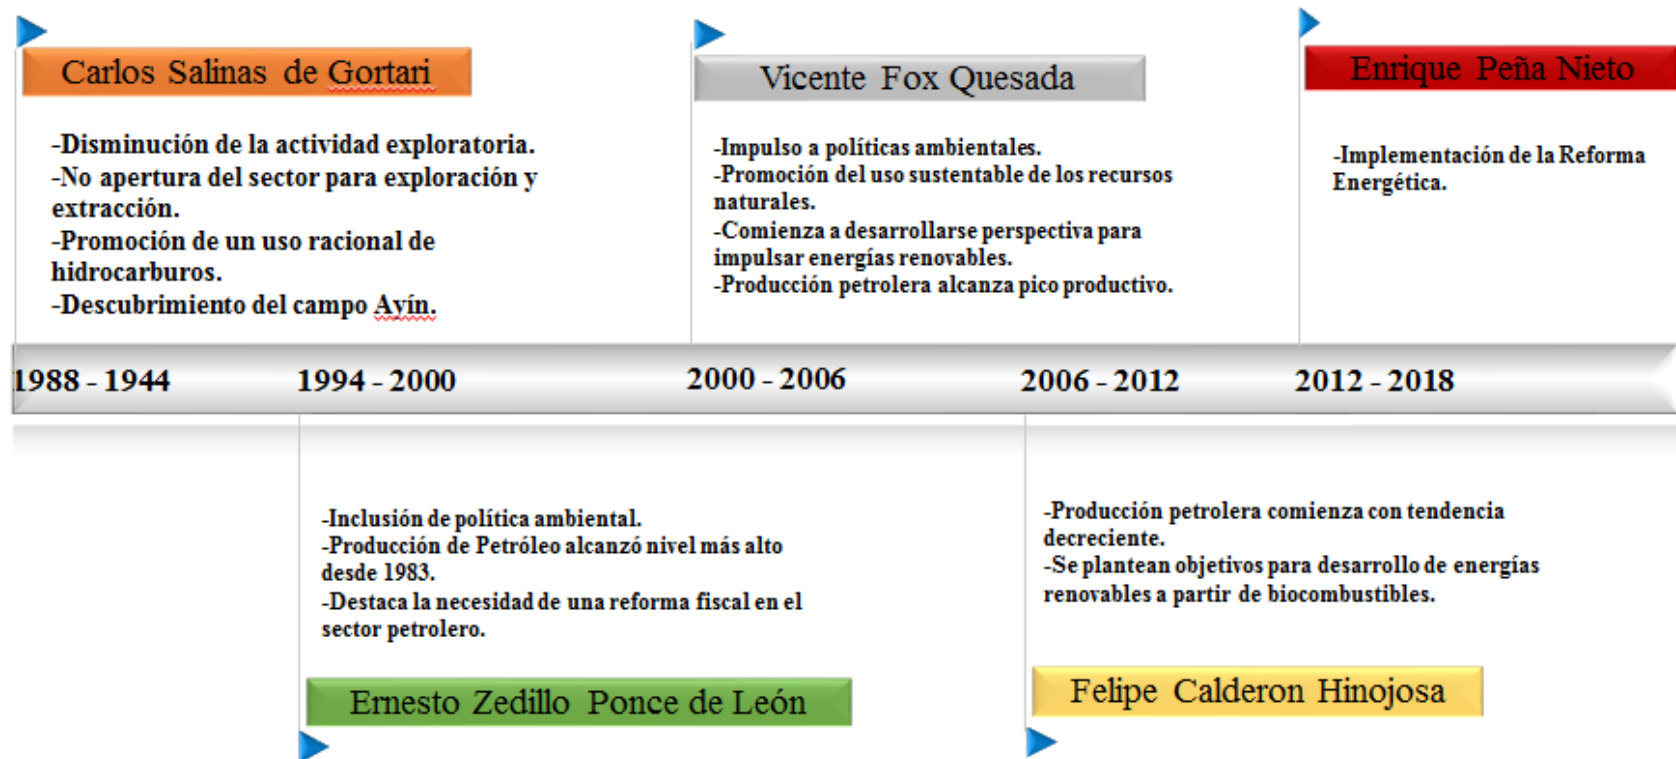 Carlos Salinas de Gortari
-Disminución de la actividad exploratoria.
-No apertura del sector para exploración y
extracción.
-Promoción de un uso racional de
hidrocarburos.
-Descubrimiento del campo Ayín.
Vicente Fox Quesada
-Impulso a políticas ambientales.
-Promoción del uso sustentable de los recursos
naturales.
-Comienza a desarrollarse perspectiva para
impulsar energías renovables.
-Producción petrolera alcanza pico productivo.
Enrique Peña Nieto
-Implementación de la Reforma
Energética.
1988 - 1944
1994 - 2000
2000 - 2006
2006 - 2012
2012 - 2018
-Inclusión de política ambiental.
-Producción de Petróleo alcanzó nivel más alto
desde 1983.
-Destaca la necesidad de una reforma fiscal en el
sector petrolero.
Ernesto Zedillo Ponce de León
-Producción petrolera comienza con tendencia
decreciente.
-Se plantean objetivos para desarrollo de energías
renovables a partir de biocombustibles.
Felipe Calderon Hinojosa